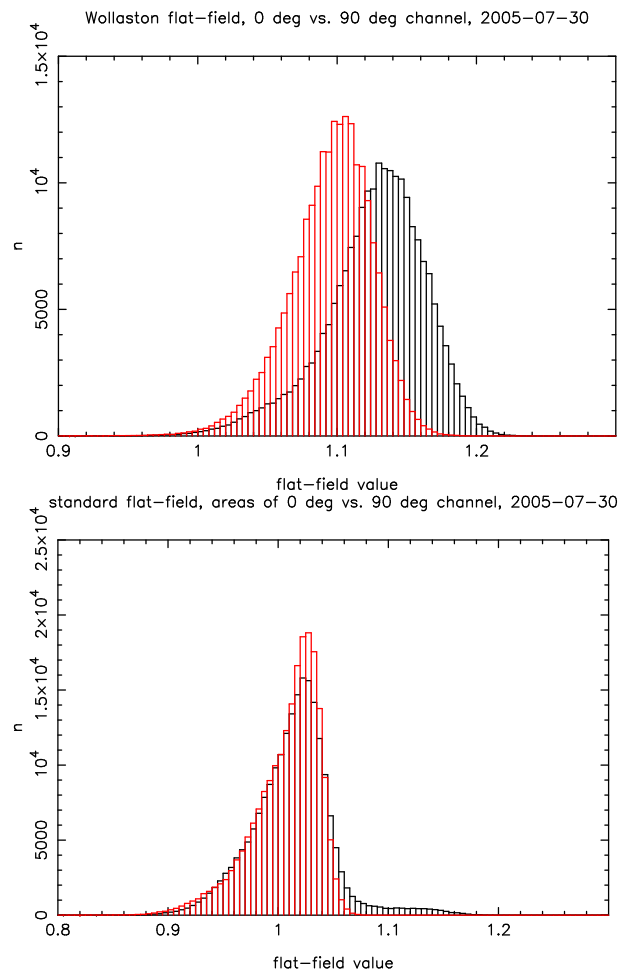 Wollaston flat-field, 0 deg vs. 90 deg channel, 2005-07-30
1.5×10⁴
10⁴
5000
0
n
0.9 1 1.1 1.2
flat-field value
standard flat-field, areas of 0 deg vs. 90 deg channel, 2005-07-30
2.5×10⁴
2×10⁴
1.5×10⁴
10⁴
5000
0
n
0.8 0.9 1 1.1 1.2
flat-field value